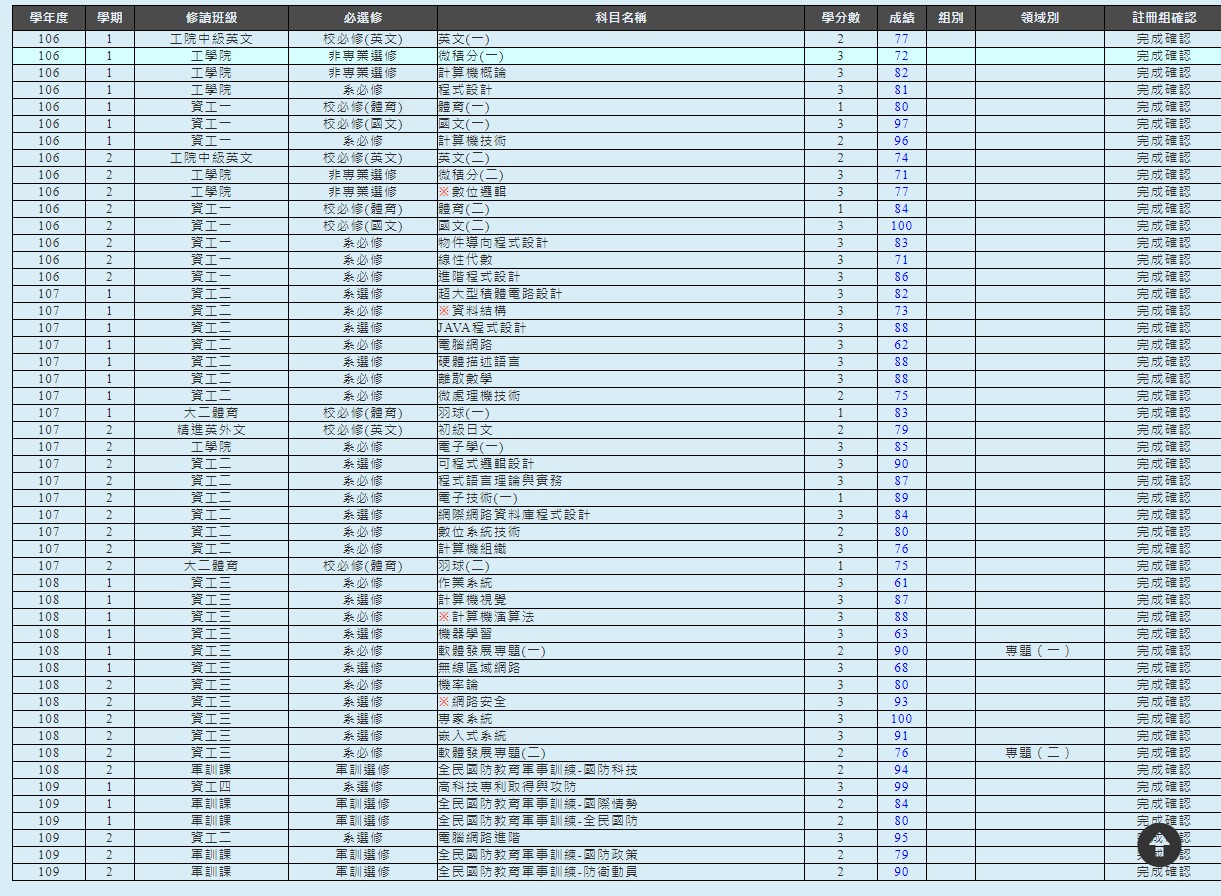 學年度 學期 修讀班級 必選修 科目名稱 學分數 成績 組別 領域別 註冊組確認
106 1 工院中級英文 校必修(英文) 英文(一) 2 77 完成確認
106 1 工學院 非專業選修 微積分(一) 3 72 完成確認
106 1 工學院 非專業選修 計算機概論 3 82 完成確認
106 1 工學院 系必修 程式設計 3 81 完成確認
106 1 資工一 校必修(體育) 體育(一) 1 80 完成確認
106 1 資工一 校必修(國文) 國文(一) 3 97 完成確認
106 1 資工一 系必修 計算機技術 2 96 完成確認
106 2 工院中級英文 校必修(英文) 英文(二) 2 74 完成確認
106 2 工學院 非專業選修 微積分(二) 3 71 完成確認
106 2 工學院 非專業選修 ※數位邏輯 3 77 完成確認
106 2 資工一 校必修(體育) 體育(二) 1 84 完成確認
106 2 資工一 校必修(國文) 國文(二) 3 100 完成確認
106 2 資工一 系必修 物件導向程式設計 3 83 完成確認
106 2 資工一 系必修 線性代數 3 71 完成確認
106 2 資工一 系必修 進階程式設計 3 86 完成確認
107 1 資工二 系選修 超大型積體電路設計 3 82 完成確認
107 1 資工二 系必修 ※資料結構 3 73 完成確認
107 1 資工二 系選修 JAVA程式設計 3 88 完成確認
107 1 資工二 系必修 電腦網路 3 62 完成確認
107 1 資工二 系選修 硬體描述語言 3 88 完成確認
107 1 資工二 系必修 離散數學 3 88 完成確認
107 1 資工二 系必修 微處理機技術 2 75 完成確認
107 1 大二體育 校必修(體育) 羽球(一) 1 83 完成確認
107 2 精進英外文 校必修(英文) 初級日文 2 79 完成確認
107 2 工學院 系必修 電子學(一) 3 85 完成確認
107 2 資工二 系選修 可程式邏輯設計 3 90 完成確認
107 2 資工二 系選修 程式語言理論與實務 3 87 完成確認
107 2 資工二 系必修 電子技術(一) 1 89 完成確認
107 2 資工二 系選修 網際網路資料庫程式設計 3 84 完成確認
107 2 資工二 系必修 數位系統技術 2 80 完成確認
107 2 資工二 系必修 計算機組織 3 76 完成確認
107 2 大二體育 校必修(體育) 羽球(二) 1 75 完成確認
108 1 資工三 系必修 作業系統 3 61 完成確認
108 1 資工三 系選修 計算機視覺 3 87 完成確認
108 1 資工三 系必修 ※計算機演算法 3 88 完成確認
108 1 資工三 系選修 機器學習 3 63 完成確認
108 1 資工三 系必修 軟體發展專題(一) 2 90 專題（一） 完成確認
108 1 資工三 系選修 無線區域網路 3 68 完成確認
108 2 資工三 系必修 機率論 3 80 完成確認
108 2 資工三 系選修 ※網路安全 3 93 完成確認
108 2 資工三 系選修 專家系統 3 100 完成確認
108 2 資工三 系選修 嵌入式系統 3 91 完成確認
108 2 資工三 系必修 軟體發展專題(二) 2 76 專題（二） 完成確認
108 2 軍訓課 軍訓選修 全民國防教育軍事訓練-國防科技 2 94 完成確認
109 1 資工四 系選修 高科技專利取得與攻防 3 99 完成確認
109 1 軍訓課 軍訓選修 全民國防教育軍事訓練-國際情勢 2 84 完成確認
109 1 軍訓課 軍訓選修 全民國防教育軍事訓練-全民國防 2 80 完成確認
109 2 資工二 系選修 電腦網路進階 3 95
109 2 軍訓課 軍訓選修 全民國防教育軍事訓練-國防政策 2 79
109 2 軍訓課 軍訓選修 全民國防教育軍事訓練-防衛動員 2 90 完成確認